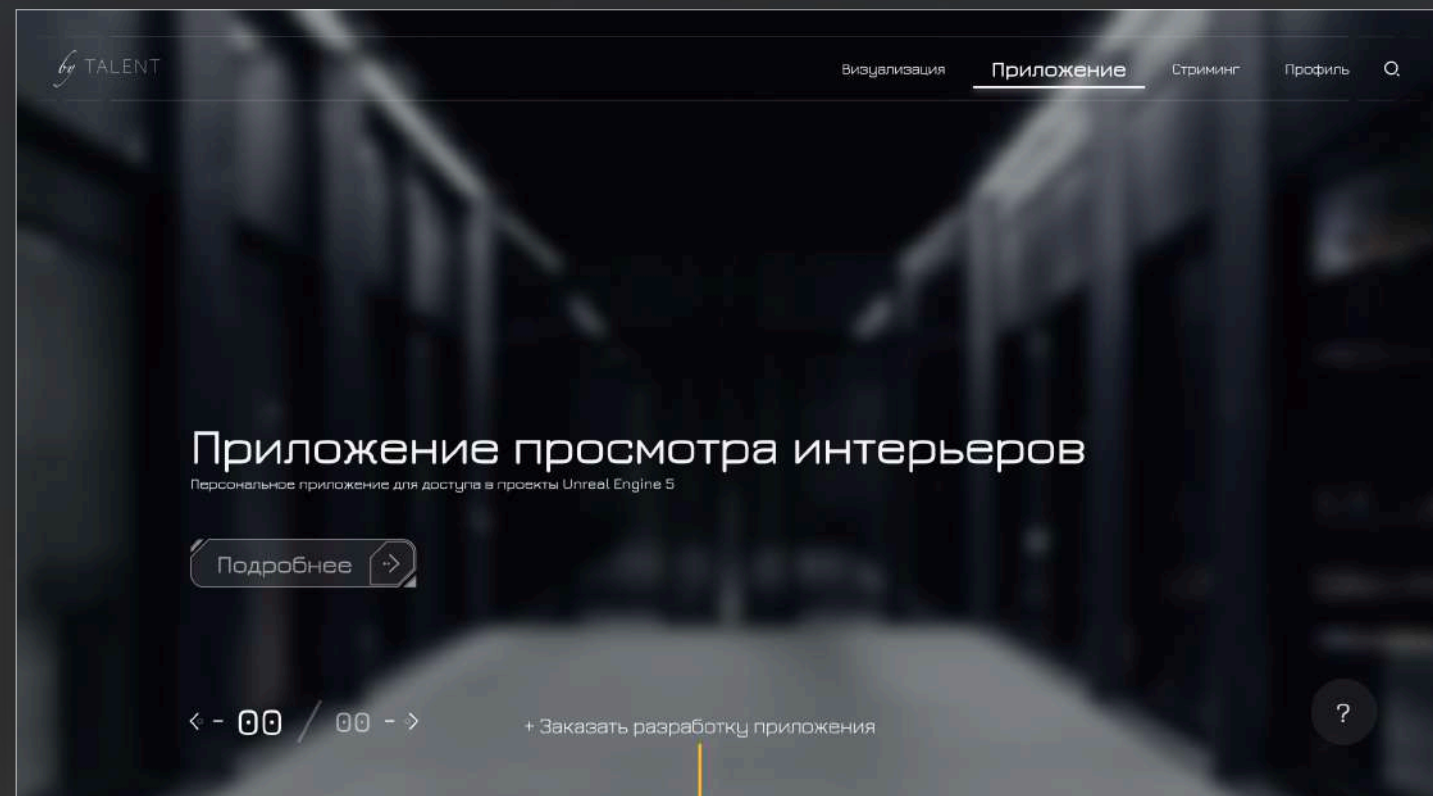 by TALENT
Визуализация Приложение Стриминг Профиль
Приложение просмотра интерьеров
Персональное приложение для доступа в проекты Unreal Engine 5
Подробнее
00 / 00
+ Заказать разработку приложения
?